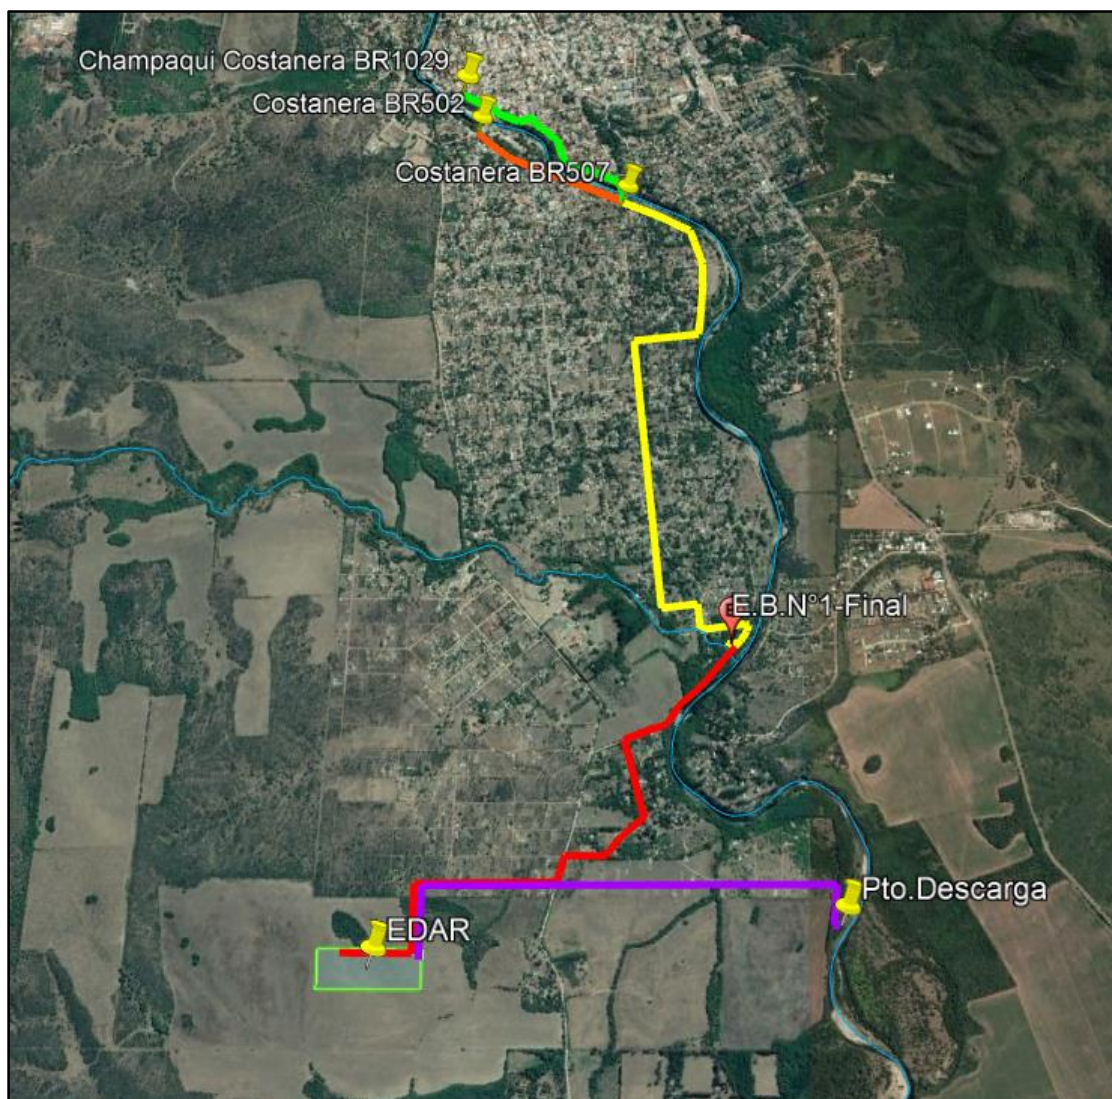 Champaqui Costanera BR1029
Costanera BR502
Costanera BR507
E.B.N°1-Final
Pto.Descarga
EDAR